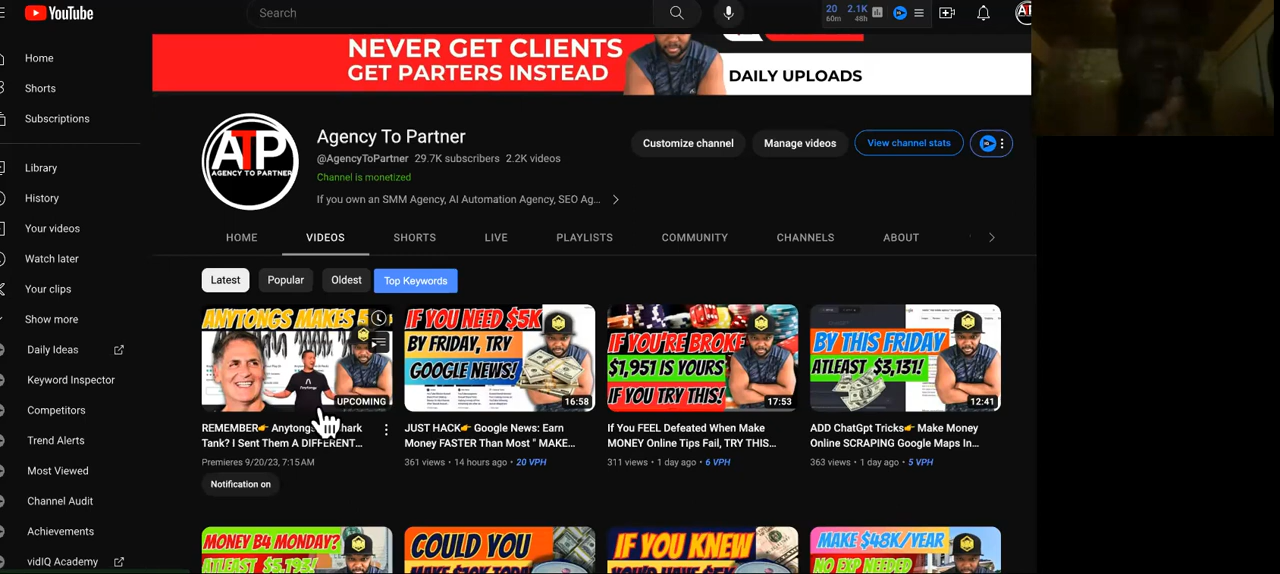 YouTube
Search
20
60m
2.1K
48h
ATP
Home
Shorts
Subscriptions
Library
History
Your videos
Watch later
Your clips
Show more
Daily Ideas
Keyword Inspector
Competitors
Trend Alerts
Most Viewed
Channel Audit
Achievements
vidIQ Academy
NEVER GET CLIENTS
GET PARTERS INSTEAD
DAILY UPLOADS
ATP
AGENCY TO PARTNER
Agency To Partner
@AgencyToPartner 29.7K subscribers 2.2K videos
Channel is monetized
If you own an SMM Agency, AI Automation Agency, SEO Ag...
Customize channel
Manage videos
View channel stats
HOME
VIDEOS
SHORTS
LIVE
PLAYLISTS
COMMUNITY
CHANNELS
ABOUT
Latest
Popular
Oldest
Top Keywords
ANYTONGS MAKES
UPCOMING
REMEMBER👉 Anytongs
Tank? I Sent Them A DIFFERENT...
Premieres 9/20/23, 7:15 AM
Notification on
IF YOU NEED $5K
BY FRIDAY, TRY
GOOGLE NEWS!
16:58
JUST HACK👉 Google News: Earn
Money FASTER Than Most " MAKE...
361 views • 14 hours ago • 20 VPH
IF YOU'RE BROKE
$1,951 IS YOURS
IF YOU TRY THIS!
17:53
If You FEEL Defeated When Make
MONEY Online Tips Fail, TRY THIS...
311 views • 1 day ago • 6 VPH
BY THIS FRIDAY
ATLEAST $3,131!
12:41
ADD ChatGpt Tricks👉 Make Money
Online SCRAPING Google Maps In...
363 views • 1 day ago • 5 VPH
MONEY B4 MONDAY?
ATLEAST $5,793!
COULD YOU
IF YOU KNEW
MAKE $48K/YEAR
NO EXP NEEDED